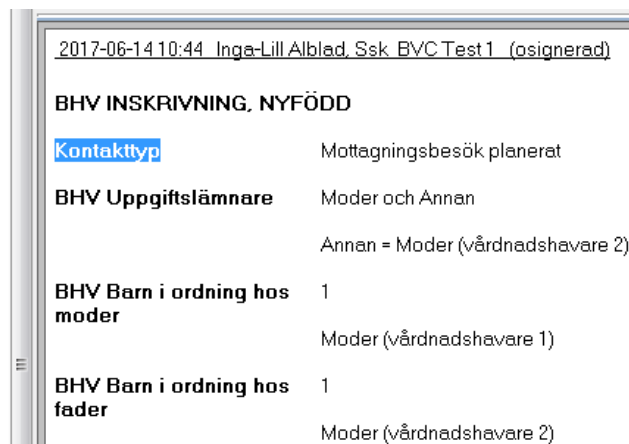 2017-06-14 10:44 Inga-Lill Alblad, Ssk BVC Test 1 (osignerad)
BHV INSKRIVNING, NYFÖDD
Kontakttyp Mottagningsbesök planerat
BHV Uppgiftslämnare Moder och Annan
Annan = Moder (vårdnadshavare 2)
BHV Barn i ordning hos 1
moder
Moder (vårdnadshavare 1)
BHV Barn i ordning hos 1
fader
Moder (vårdnadshavare 2)